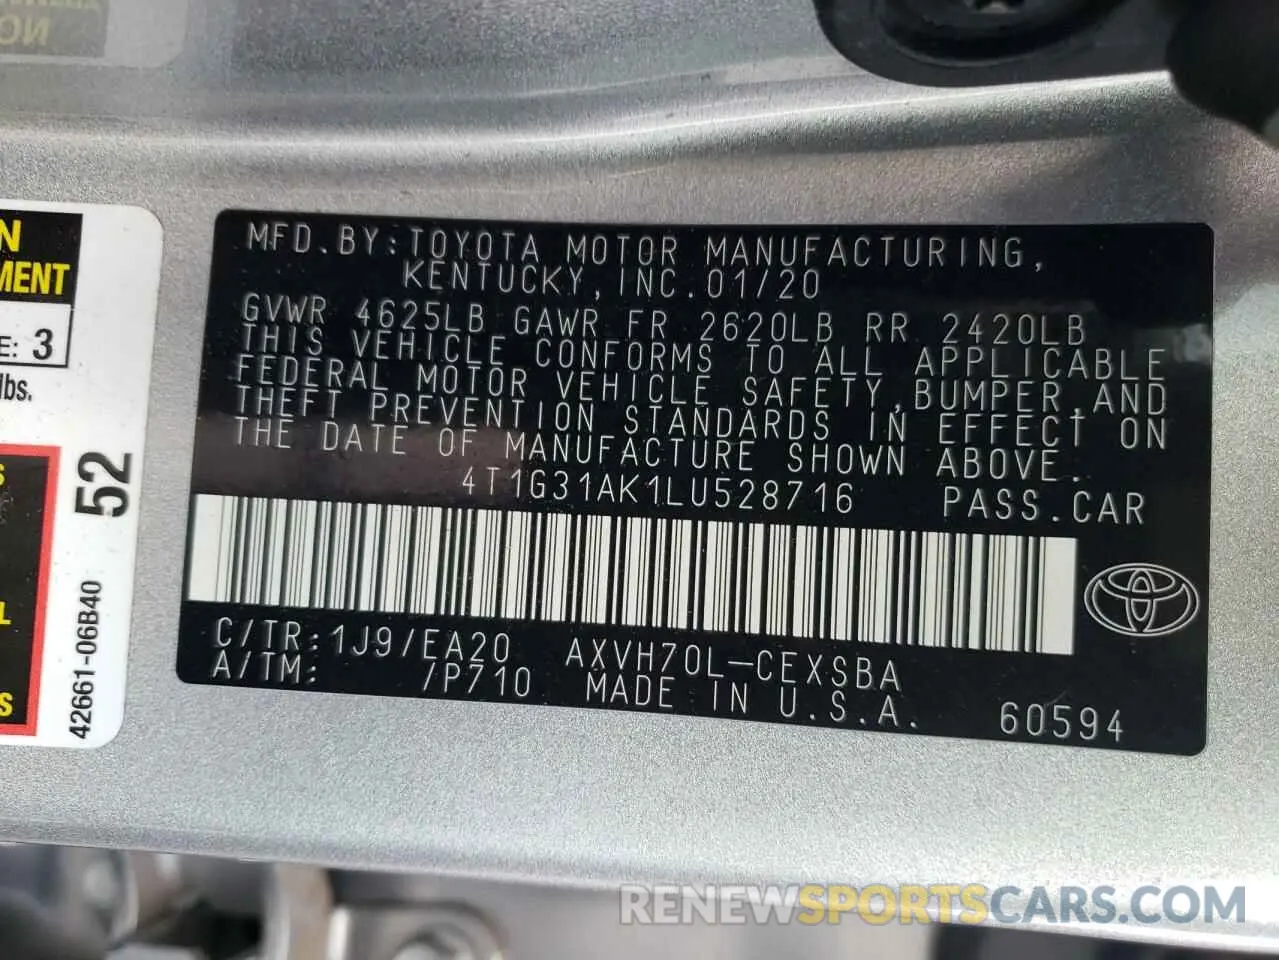 N
MENT
E: 3
lbs.
S
L
S
52
42661-06B40
MFD.BY:TOYOTA MOTOR MANUFACTURING,
KENTUCKY,INC.01/20
GVWR 4625LB GAWR FR 2620LB RR 2420LB
THIS VEHICLE CONFORMS TO ALL APPLICABLE
FEDERAL MOTOR VEHICLE SAFETY,BUMPER,AND
THEFT PREVENTION STANDARDS IN EFFECT ON
THE DATE OF MANUFACTURE SHOWN ABOVE.
4T1G31AK1LU528716 PASS.CAR
C/TR:1J9/EA20 AXVH70L-CEXSBA
A/TM: /P710 MADE IN U.S.A. 60594
RENEWSPORTSCARS.COM